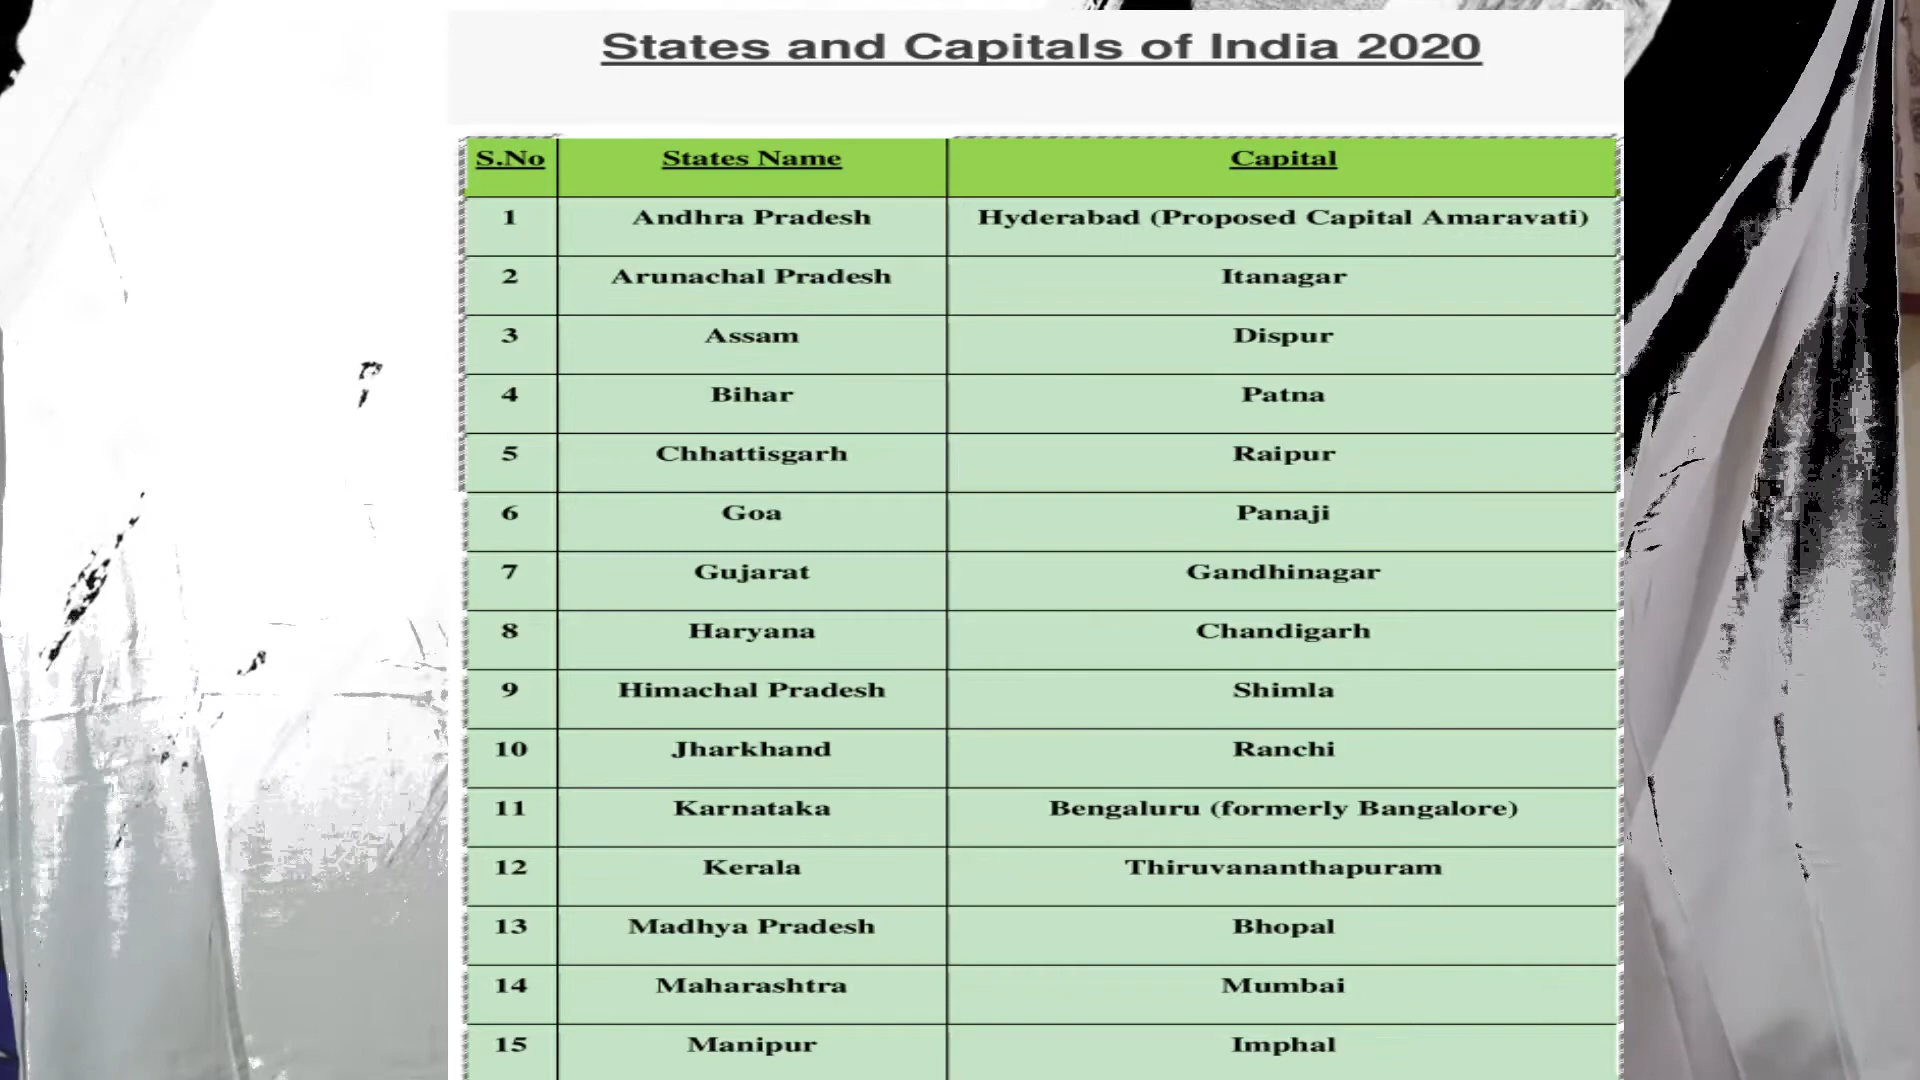 States and Capitals of India 2020
S.No States Name Capital
1 Andhra Pradesh Hyderabad (Proposed Capital Amaravati)
2 Arunachal Pradesh Itanagar
3 Assam Dispur
4 Bihar Patna
5 Chhattisgarh Raipur
6 Goa Panaji
7 Gujarat Gandhinagar
8 Haryana Chandigarh
9 Himachal Pradesh Shimla
10 Jharkhand Ranchi
11 Karnataka Bengaluru (formerly Bangalore)
12 Kerala Thiruvananthapuram
13 Madhya Pradesh Bhopal
14 Maharashtra Mumbai
15 Manipur Imphal